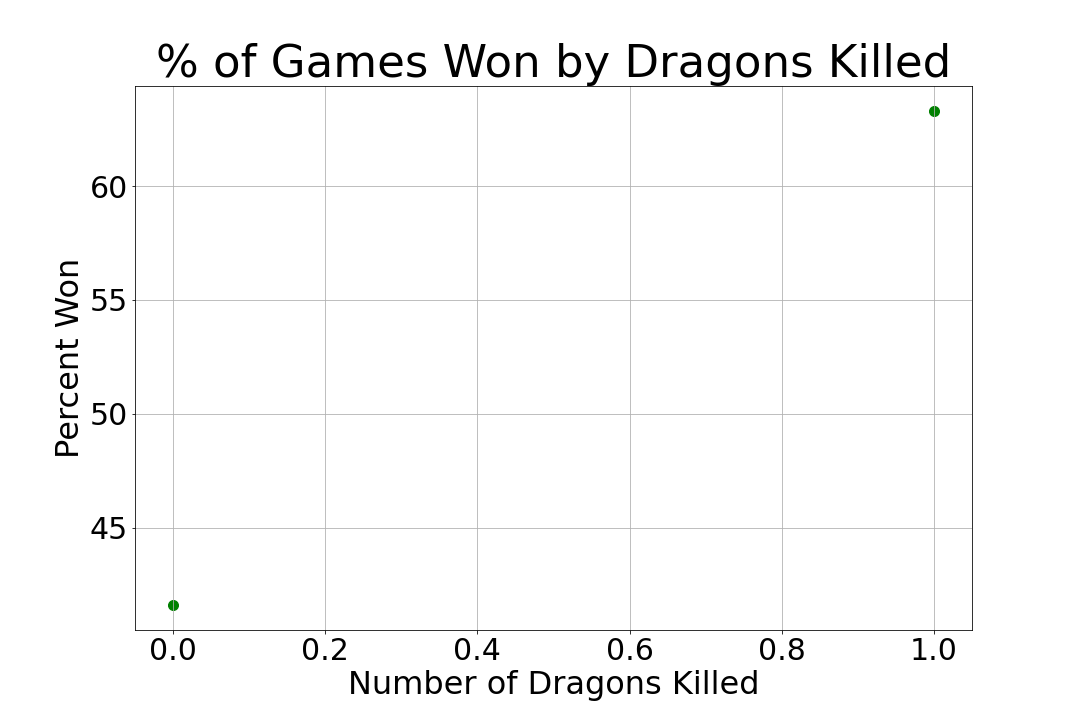 % of Games Won by Dragons Killed
Percent Won
60
55
50
45
0.0 0.2 0.4 0.6 0.8 1.0
Number of Dragons Killed